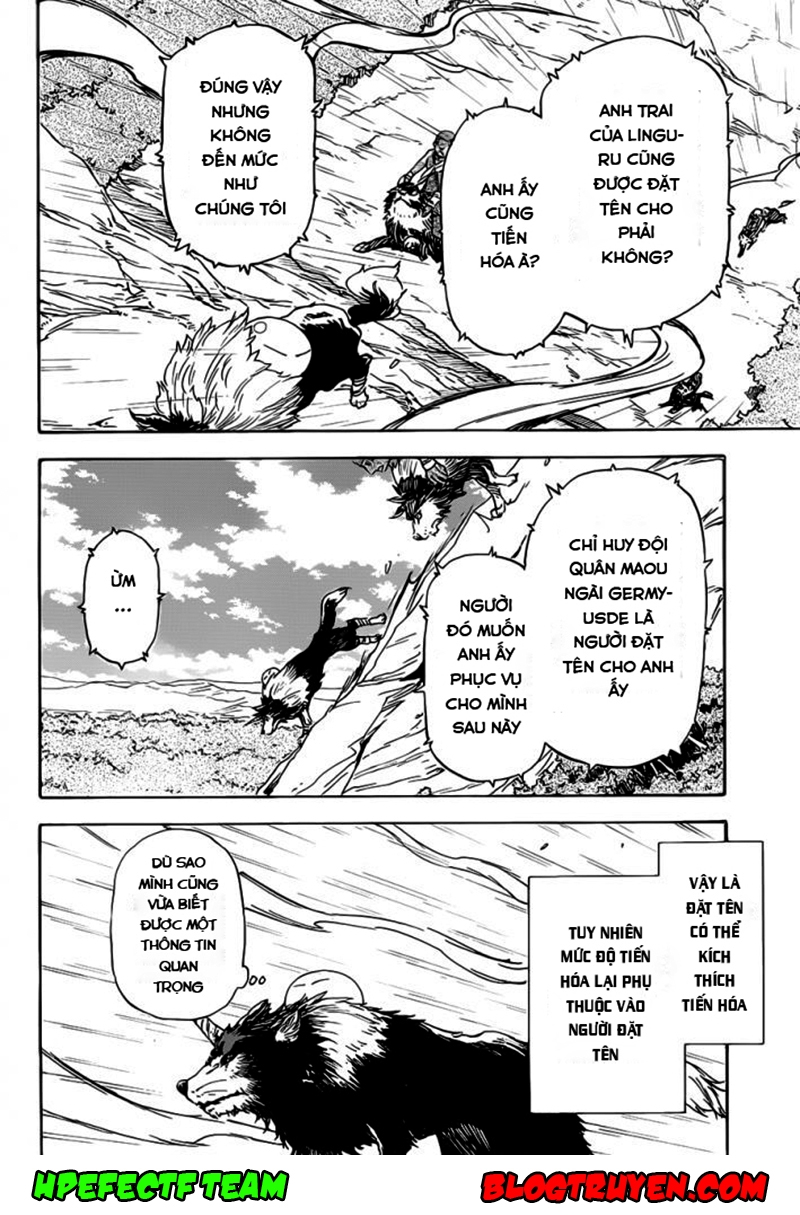 ANH TRAI
CỦA LINGU-
RU CŨNG
ĐƯỢC ĐẶT
TÊN CHO
PHẢI
KHÔNG?
ANH ẤY
CŨNG
TIẾN
HÓA À?
ĐÚNG VẬY
NHƯNG
KHÔNG
ĐẾN MỨC
NHƯ
CHÚNG TÔI
CHỈ HUY ĐỘI
QUÂN MAOU
NGÀI GERMY-
USDE LÀ
NGƯỜI ĐẶT
TÊN CHO ANH
ẤY
NGƯỜI
ĐÓ MUỐN
ANH ẤY
PHỤC VỤ
CHO MÌNH
SAU NÀY
ỪM
...
VẬY LÀ
ĐẶT TÊN
CÓ THỂ
KÍCH
THÍCH
TIẾN HÓA
TUY NHIÊN
MỨC ĐỘ TIẾN
HÓA LẠI PHỤ
THUỘC VÀO
NGƯỜI ĐẶT
TÊN
DÙ SAO
MÌNH CŨNG
VỪA BIẾT
ĐƯỢC MỘT
THÔNG TIN
QUAN
TRỌNG
HPEFECTF TEAM
BLOGTRUYEN.COM